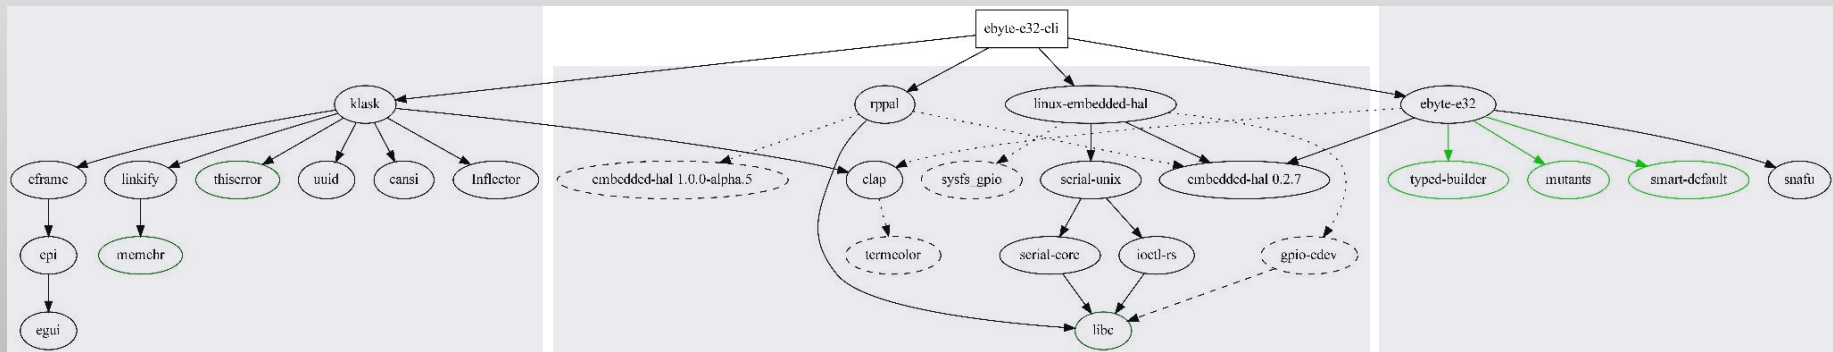 ebyte-e32-cli
klask
rppal
linux-embedded-hal
ebyte-e32
eframe
linkify
thiserror
uuid
cansi
Inflector
embedded-hal 1.0.0-alpha.5
clap
sysfs_gpio
serial-unix
embedded-hal 0.2.7
typed-builder
mutants
smart-default
snafu
epi
memchr
termcolor
serial-core
ioctl-rs
gpio-cdev
egui
libc